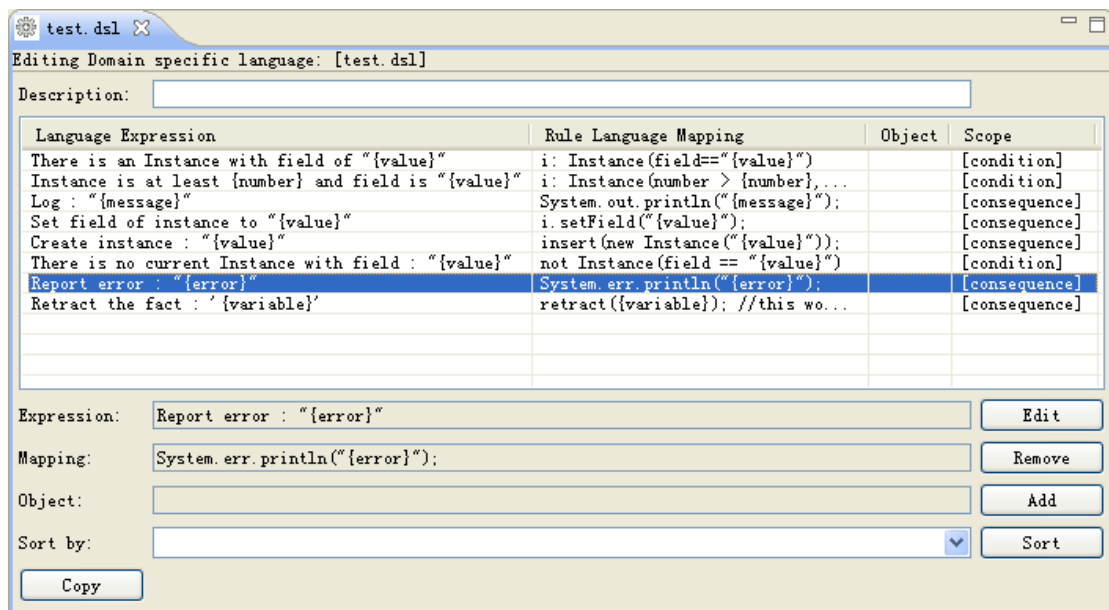 test.dsl
Editing Domain specific language: [test.dsl]
Description:
Language Expression Rule Language Mapping Object Scope
There is an Instance with field of "{value}" i: Instance(field=="{value}") [condition]
Instance is at least {number} and field is "{value}" i: Instance(number > {number},... [condition]
Log : "{message}" System.out.println("{message}"); [consequence]
Set field of instance to "{value}" i.setField("{value}"); [consequence]
Create instance : "{value}" insert(new Instance("{value}")); [consequence]
There is no current Instance with field : "{value}" not Instance(field == "{value}") [condition]
Report error : "{error}" System.err.println("{error}"); [consequence]
Retract the fact : '{variable}' retract({variable}); //this wo... [consequence]
Expression: Report error : "{error}" Edit
Mapping: System.err.println("{error}"); Remove
Object: Add
Sort by: Sort
Copy